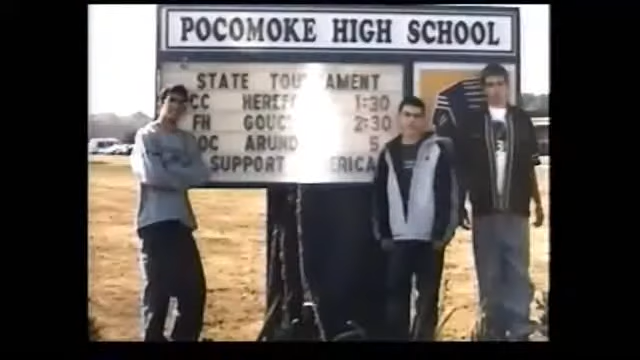 POCOMOKE HIGH SCHOOL
STATE TOU AMENT
CC HEREF 1:30
FH GOUC 2:30
OC ARUND 5
SUPPORT ERICA